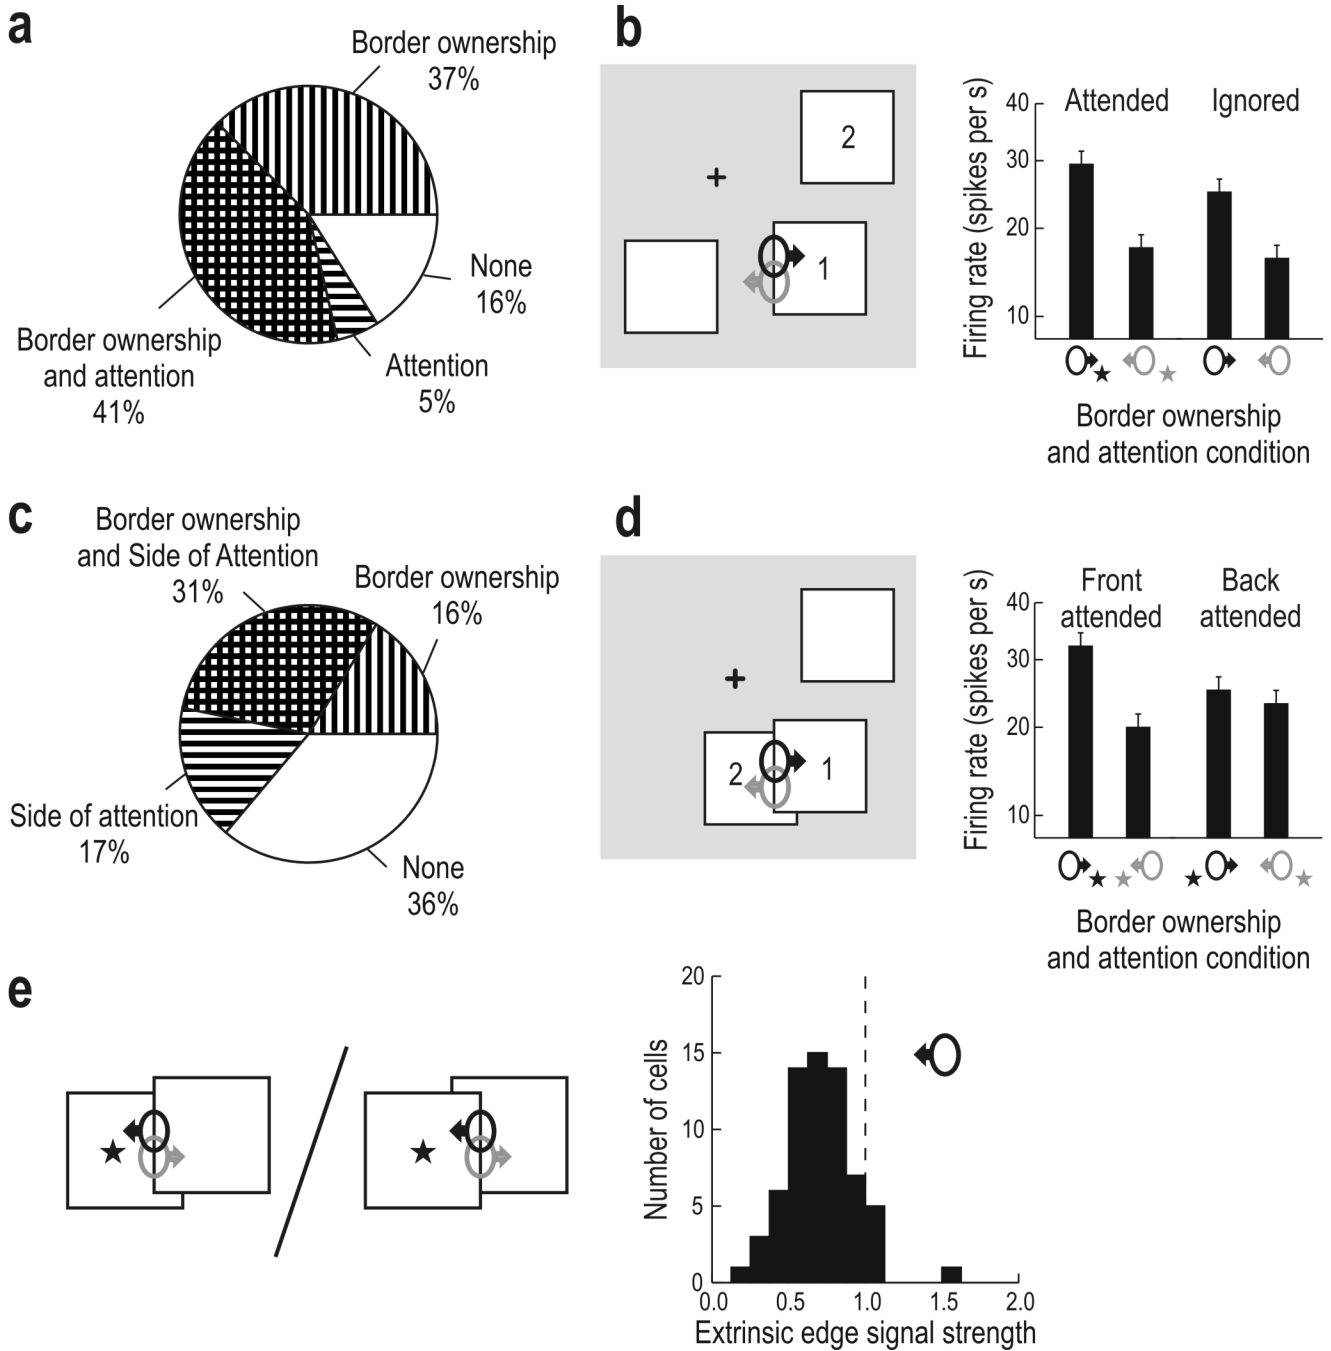 a
Border ownership
37%
None
16%
Attention
5%
Border ownership
and attention
41%
b
2
1
Firing rate (spikes per s)
40
30
20
10
Attended
Ignored
Border ownership
and attention condition
c
Border ownership
and Side of Attention
31%
Border ownership
16%
Side of attention
17%
None
36%
d
2
1
Firing rate (spikes per s)
40
30
20
10
Front
attended
Back
attended
Border ownership
and attention condition
e
Number of cells
20
15
10
5
0
0.0
0.5
1.0
1.5
2.0
Extrinsic edge signal strength